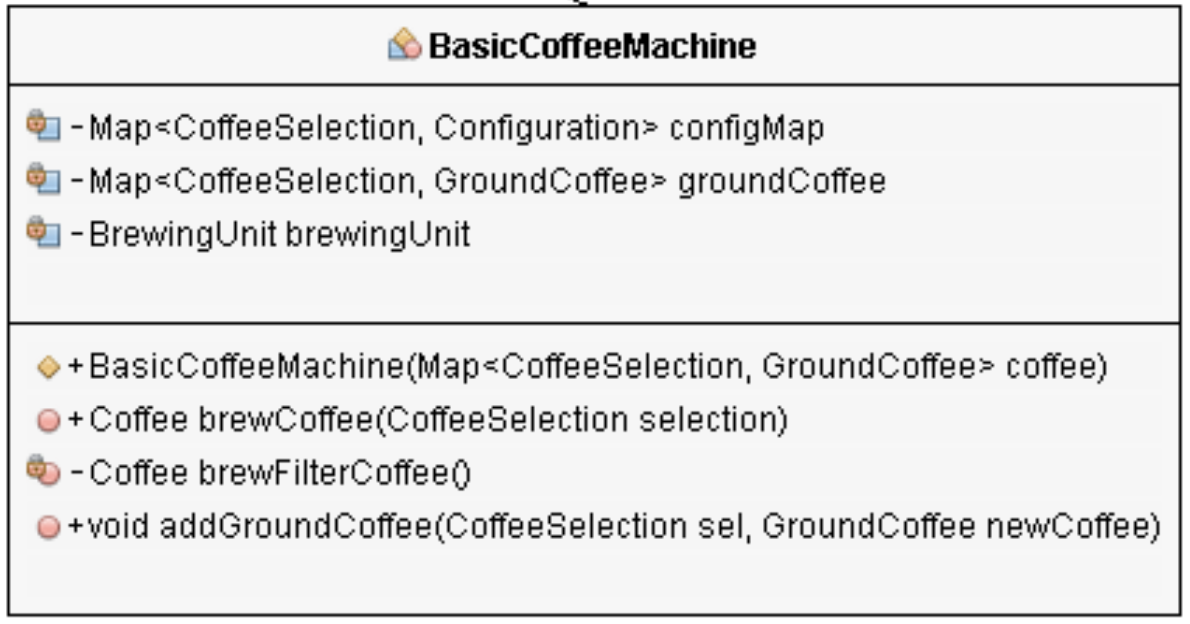 BasicCoffeeMachine
-Map<CoffeeSelection, Configuration> configMap
-Map<CoffeeSelection, GroundCoffee> groundCoffee
-BrewingUnit brewingUnit
+BasicCoffeeMachine(Map<CoffeeSelection, GroundCoffee> coffee)
+Coffee brewCoffee(CoffeeSelection selection)
-Coffee brewFilterCoffee()
+void addGroundCoffee(CoffeeSelection sel, GroundCoffee newCoffee)